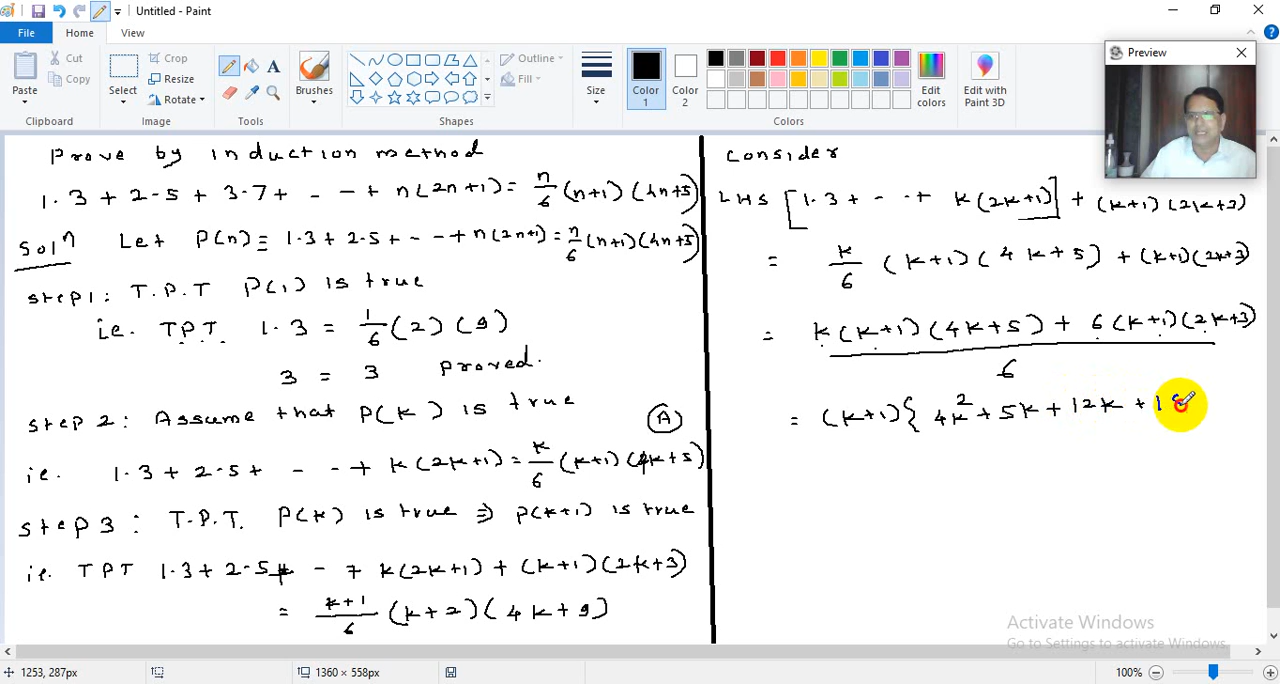 Untitled - Paint
File Home View
Paste Cut Copy Clipboard
Select Crop Resize Rotate Image
Tools
Brushes
Outline Fill Shapes
Size
Color 1 Color 2 Edit colors Colors
Edit with Paint 3D
Preview
Prove by induction method
1.3 + 2.5 + 3.7 + - - + n(2n+1) = n/6 (n+1)(4n+5)
Solⁿ Let P(n) = 1.3 + 2.5 + - - + n(2n+1) = n/6 (n+1)(4n+5)
Step1: T.P.T P(1) is true
ie. TPT. 1.3 = 1/6 (2)(9)
3 = 3 Proved.
Step 2: Assume that P(k) is true (A)
ie. 1.3 + 2.5 + - - + k(2k+1) = k/6 (k+1)(4k+5)
Step 3: T.P.T. P(k) is true ⇒ P(k+1) is true
ie. TPT 1.3 + 2.5 + - + k(2k+1) + (k+1)(2k+3)
= k+1/6 (k+2)(4k+9)
Consider
LHS [1.3 + - - + k(2k+1)] + (k+1)(2k+3)
= k/6 (k+1)(4k+5) + (k+1)(2k+3)
= k(k+1)(4k+5) + 6(k+1)(2k+3)
6
= (k+1){4k² + 5k + 12k + 18
Activate Windows
Go to Settings to activate Windows.
1253, 287px 1360 × 558px 100%